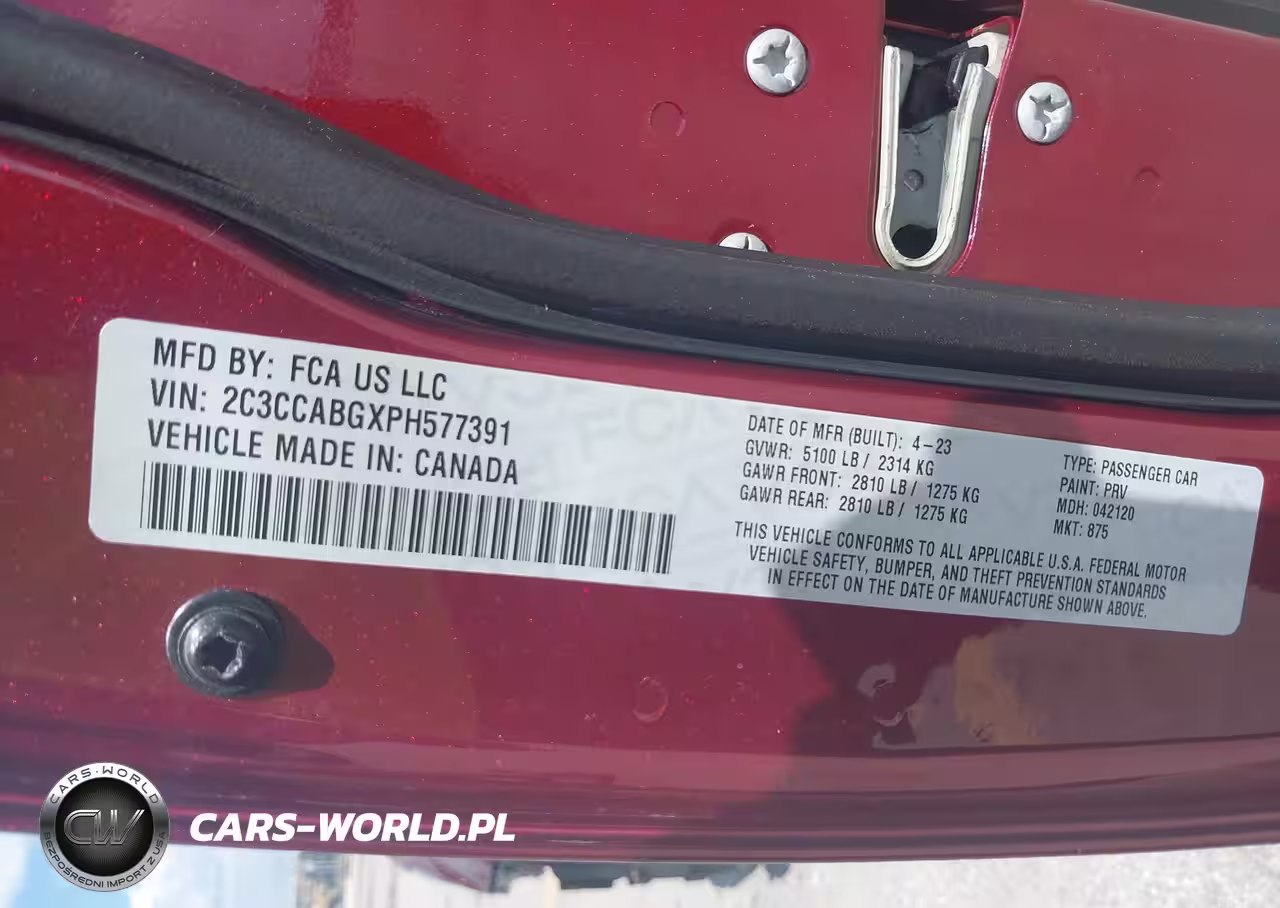 MFD BY: FCA US LLC
VIN: 2C3CCABGXPH577391
VEHICLE MADE IN: CANADA
DATE OF MFR (BUILT): 4-23
GVWR: 5100 LB / 2314 KG
GAWR FRONT: 2810 LB / 1275 KG
GAWR REAR: 2810 LB / 1275 KG
TYPE: PASSENGER CAR
PAINT: PRV
MDH: 042120
MKT: 875
THIS VEHICLE CONFORMS TO ALL APPLICABLE U.S.A. FEDERAL MOTOR
VEHICLE SAFETY, BUMPER, AND THEFT PREVENTION STANDARDS
IN EFFECT ON THE DATE OF MANUFACTURE SHOWN ABOVE.
CARS-WORLD
CW
BEZPOŚREDNI IMPORT Z USA
CARS-WORLD.PL